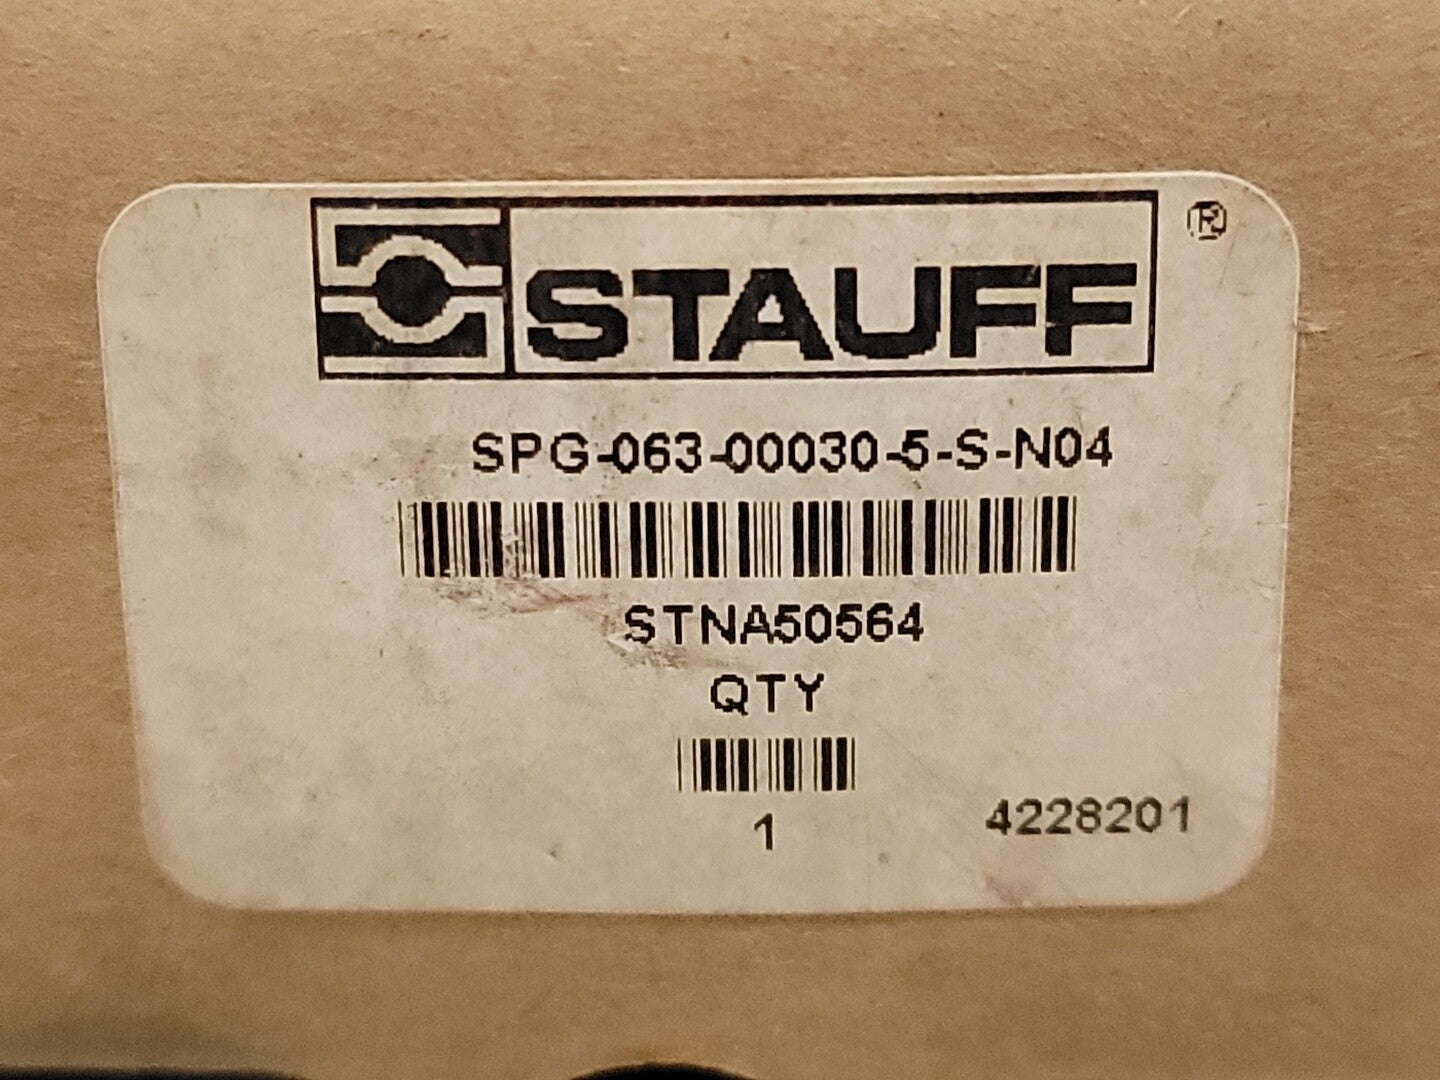 STAUFF ®
SPG-063-00030-5-S-N04
STNA50564
QTY
1
4228201